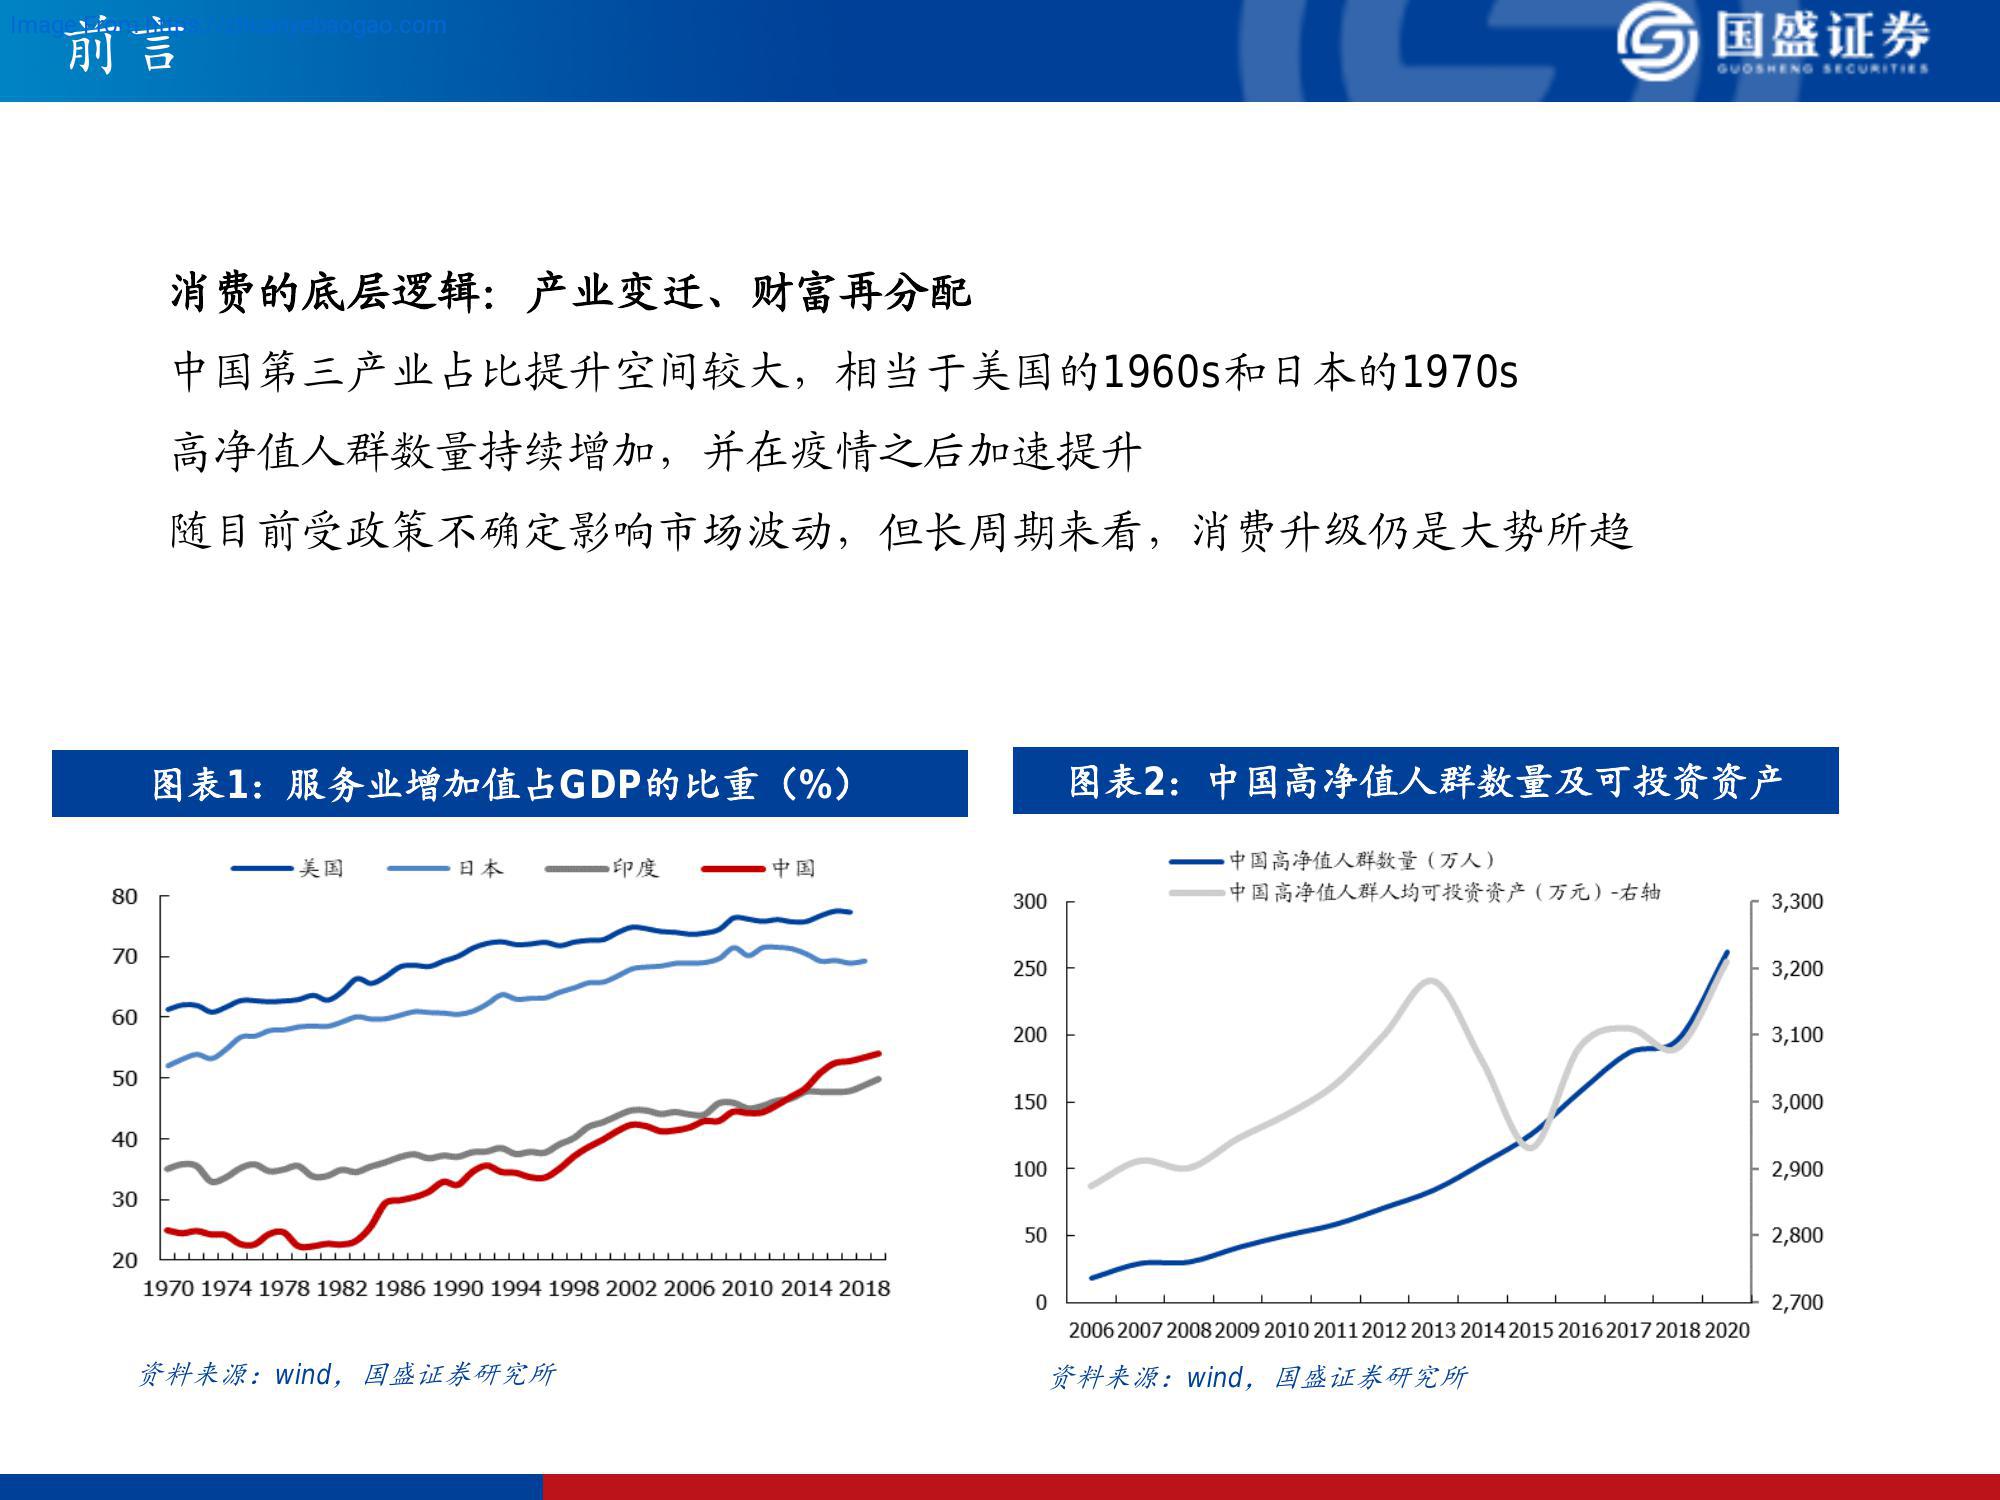 Image From https://zhuanyebaogao.com
前言
国盛证券
GUOSHENG SECURITIES
消费的底层逻辑：产业变迁、财富再分配
中国第三产业占比提升空间较大，相当于美国的1960s和日本的1970s
高净值人群数量持续增加，并在疫情之后加速提升
随目前受政策不确定影响市场波动，但长周期来看，消费升级仍是大势所趋
图表1：服务业增加值占GDP的比重（%）
美国 日本 印度 中国
80
70
60
50
40
30
20
1970 1974 1978 1982 1986 1990 1994 1998 2002 2006 2010 2014 2018
资料来源：wind，国盛证券研究所
图表2：中国高净值人群数量及可投资资产
中国高净值人群数量（万人）
中国高净值人群人均可投资资产（万元）-右轴
300 3,300
250 3,200
200 3,100
150 3,000
100 2,900
50 2,800
0 2,700
2006 2007 2008 2009 2010 2011 2012 2013 2014 2015 2016 2017 2018 2020
资料来源：wind，国盛证券研究所